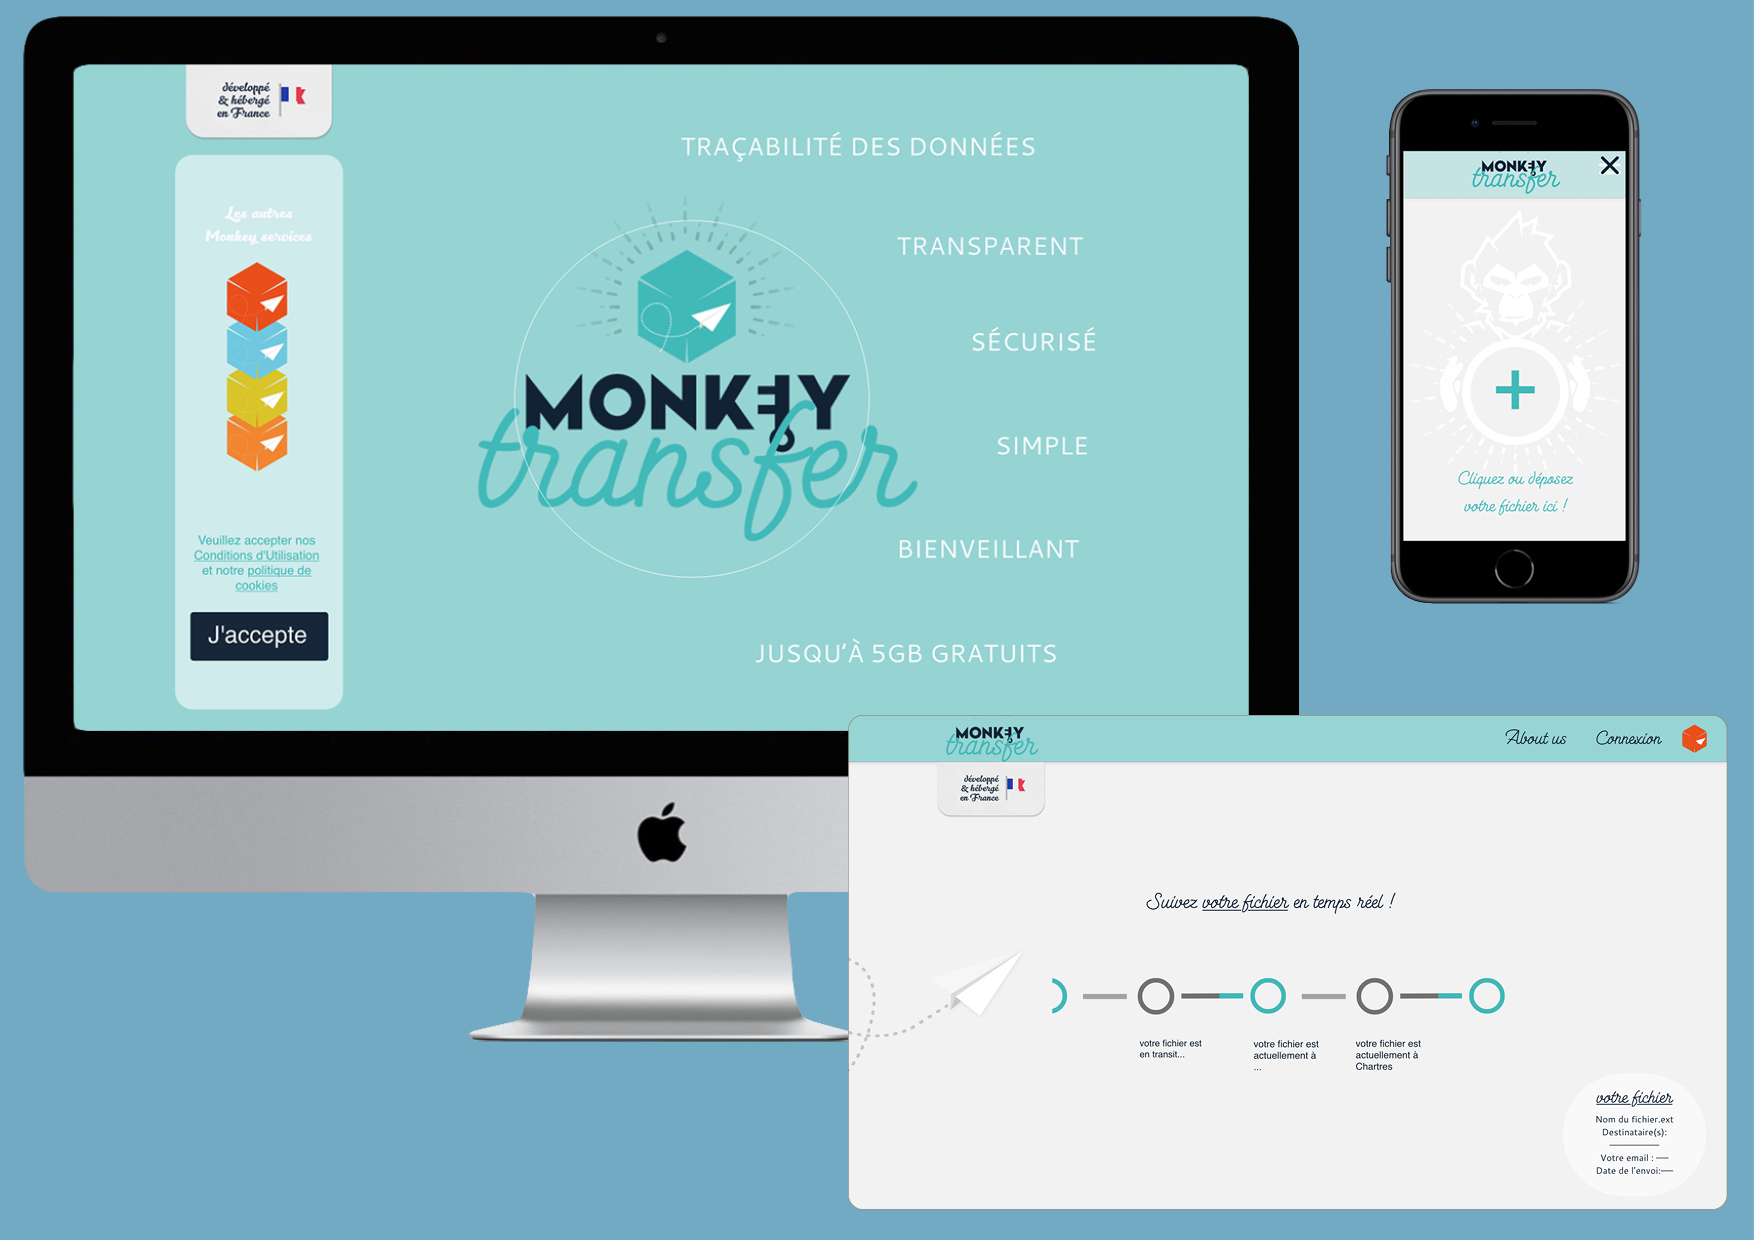 développé
& hébergé
en France
Les autres
Monkey services
Veuillez accepter nos
Conditions d'Utilisation
et notre politique de
cookies
J'accepte
MONKEY
transfer
TRAÇABILITÉ DES DONNÉES
TRANSPARENT
SÉCURISÉ
SIMPLE
BIENVEILLANT
JUSQU'À 5GB GRATUITS
MONKEY
transfer
Cliquez ou déposez
votre fichier ici !
MONKEY
transfer
About us Connexion
développé
& hébergé
en France
Suivez votre fichier en temps réel !
votre fichier est
en transit...
votre fichier est
actuellement à
...
votre fichier est
actuellement à
Chartres
votre fichier
Nom du fichier.ext
Destinataire(s):
Votre email : —
Date de l'envoi:—